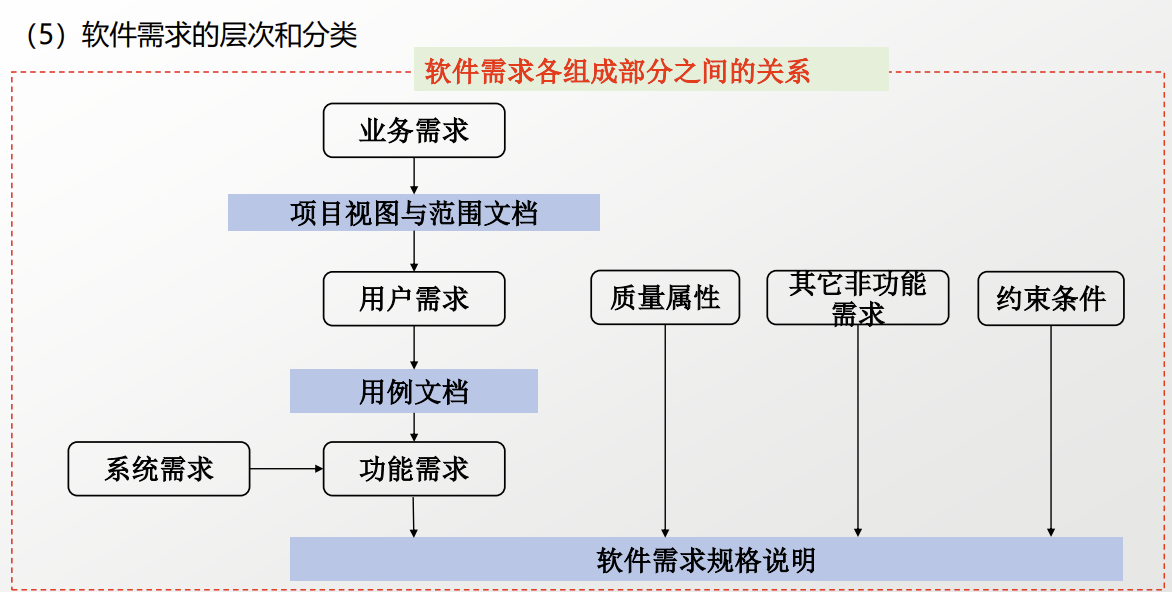 （5）软件需求的层次和分类
软件需求各组成部分之间的关系
业务需求
项目视图与范围文档
用户需求
质量属性
其它非功能
需求
约束条件
用例文档
系统需求
功能需求
软件需求规格说明